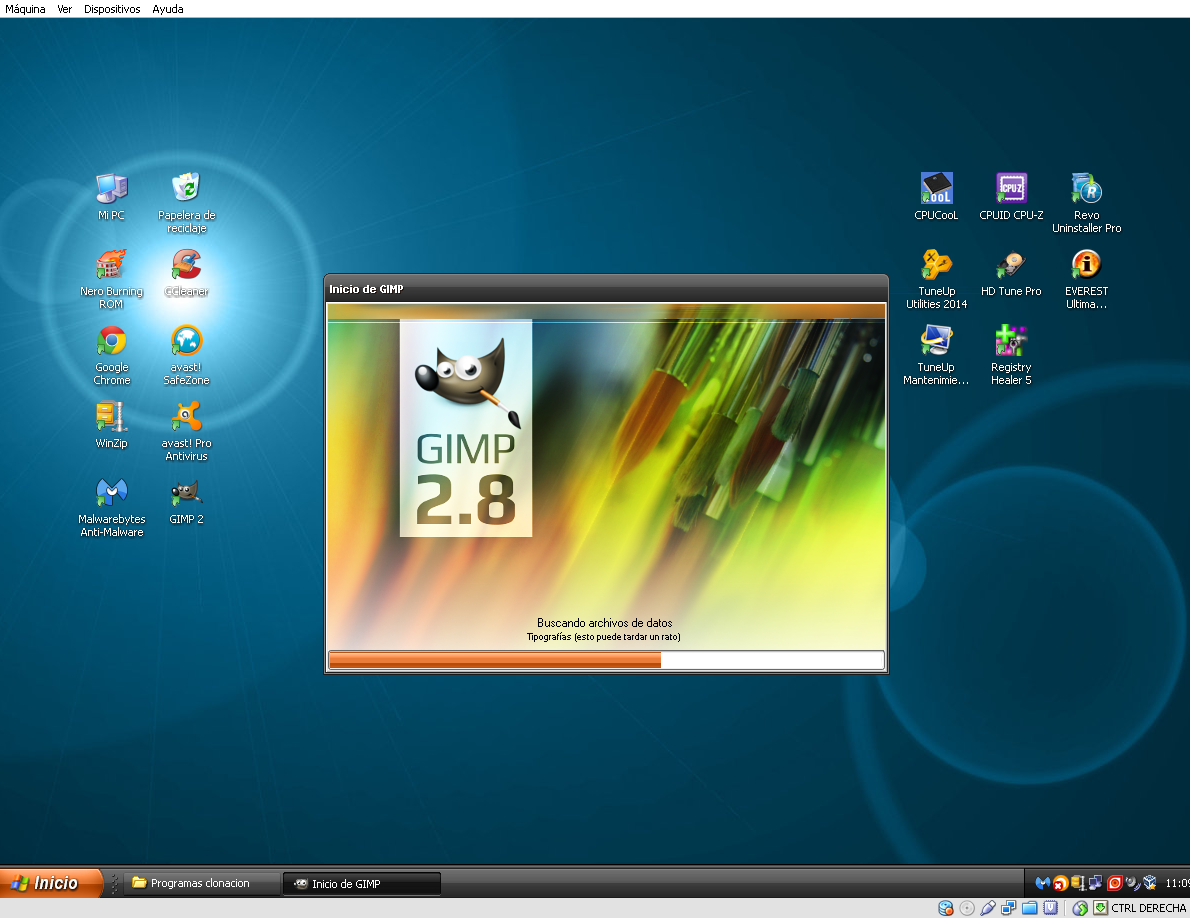 Máquina Ver Dispositivos Ayuda
Mi PC
Papelera de
reciclaje
Nero Burning
ROM
CCleaner
Google
Chrome
avast!
SafeZone
WinZip
avast! Pro
Antivirus
Malwarebytes
Anti-Malware
GIMP 2
CPUCooL
CPUID CPU-Z
Revo
Uninstaller Pro
TuneUp
Utilities 2014
HD Tune Pro
EVEREST
Ultima...
TuneUp
Mantenimie...
Registry
Healer 5
Inicio de GIMP
GIMP
2.8
Buscando archivos de datos
Tipografías (esto puede tardar un rato)
Inicio
Programas clonacion
Inicio de GIMP
11:09
CTRL DERECHA